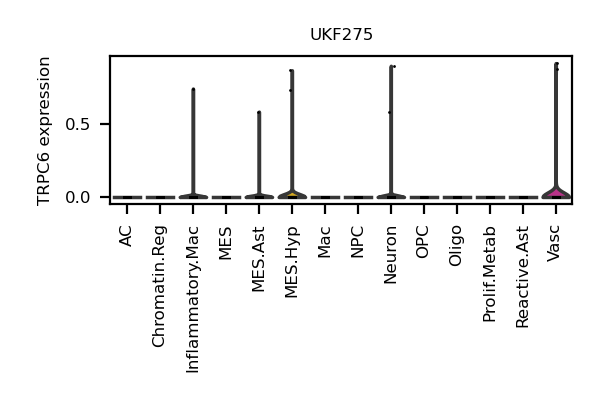 UKF275
TRPC6 expression
0.5
0.0
AC
Chromatin.Reg
Inflammatory.Mac
MES
MES.Ast
MES.Hyp
Mac
NPC
Neuron
OPC
Oligo
Prolif.Metab
Reactive.Ast
Vasc